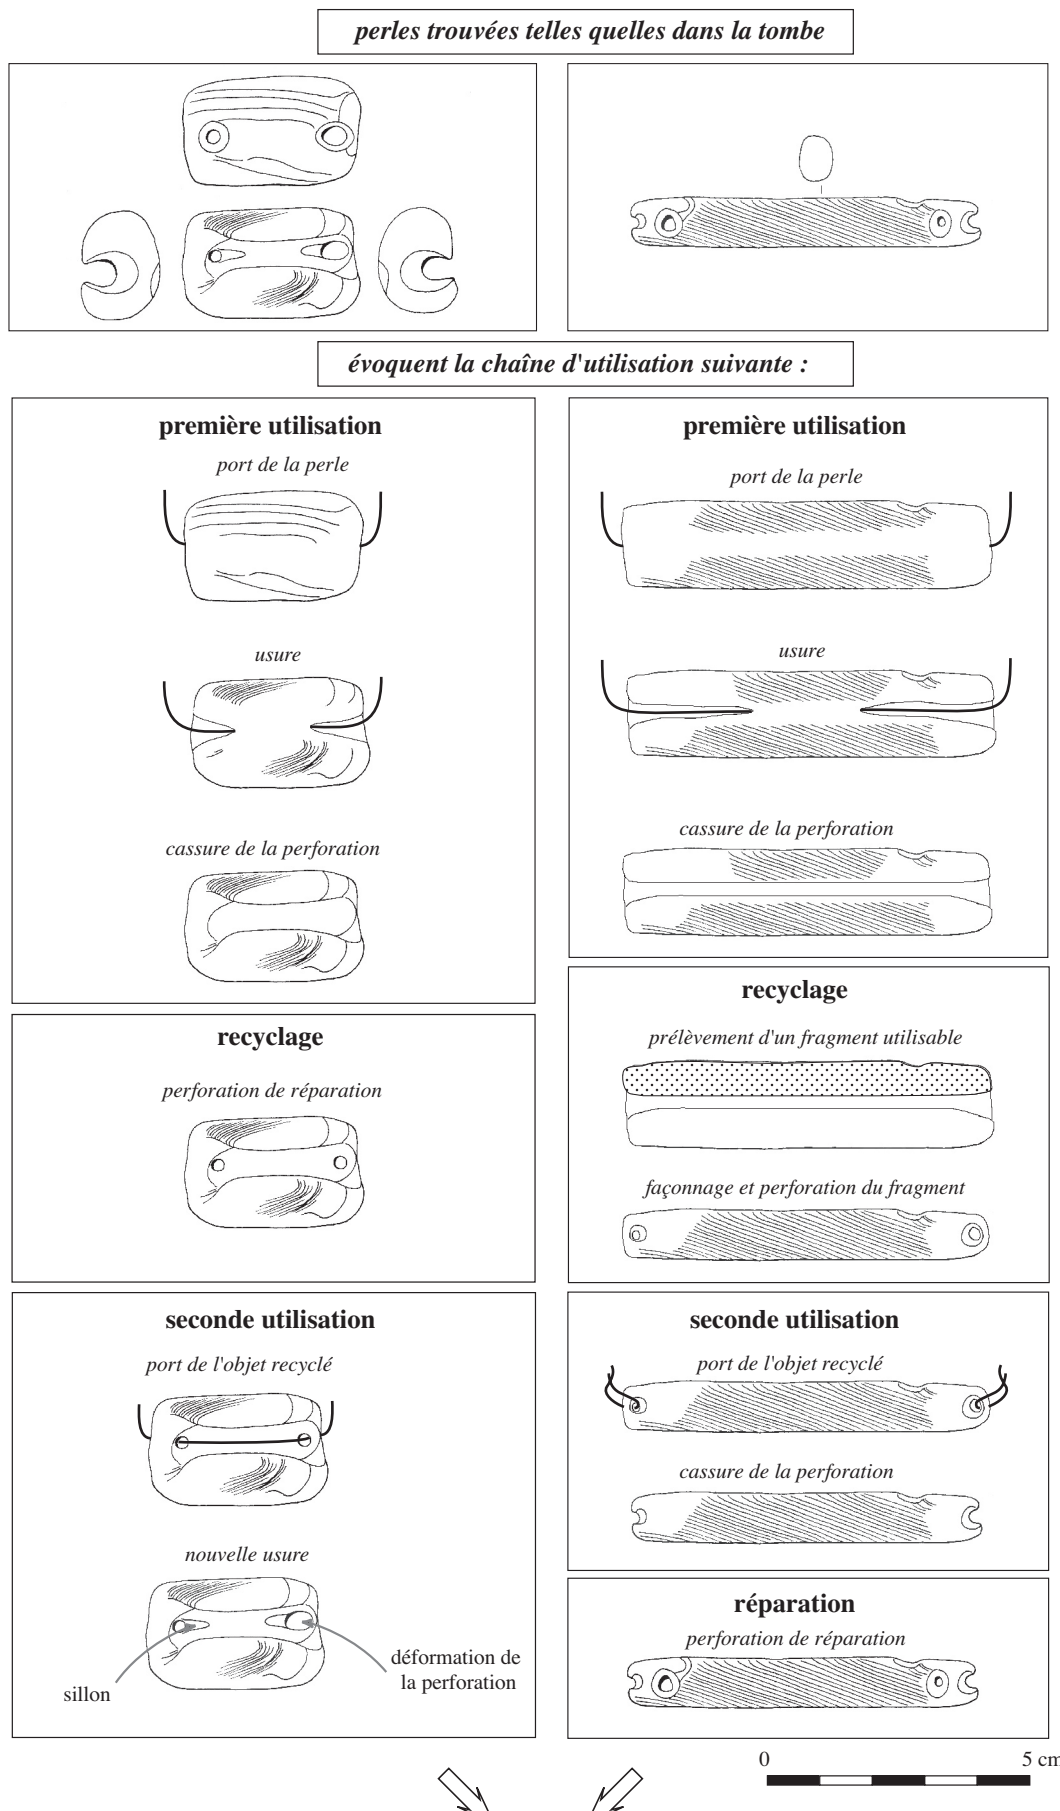 perles trouvées telles quelles dans la tombe
évoquent la chaîne d'utilisation suivante :
première utilisation
port de la perle
usure
cassure de la perforation
recyclage
perforation de réparation
seconde utilisation
port de l'objet recyclé
nouvelle usure
sillon
déformation de
la perforation
première utilisation
port de la perle
usure
cassure de la perforation
recyclage
prélèvement d'un fragment utilisable
façonnage et perforation du fragment
seconde utilisation
port de l'objet recyclé
cassure de la perforation
réparation
perforation de réparation
0 5 cm